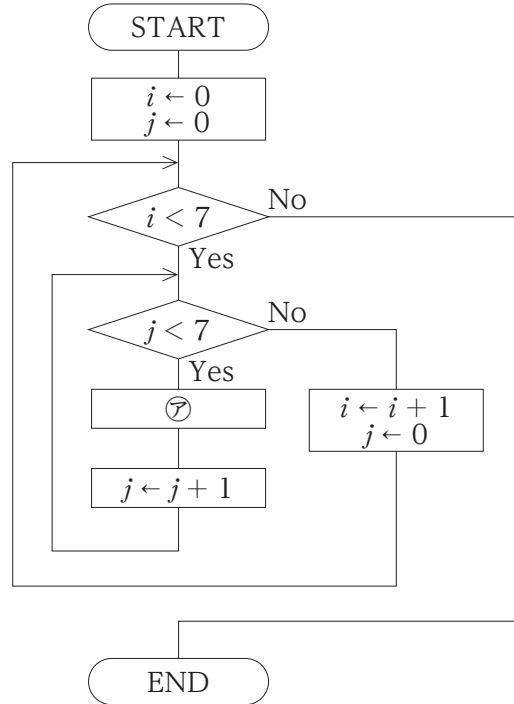 START
i ← 0
j ← 0
i < 7
No
Yes
j < 7
No
Yes
㋐
i ← i + 1
j ← 0
j ← j + 1
END